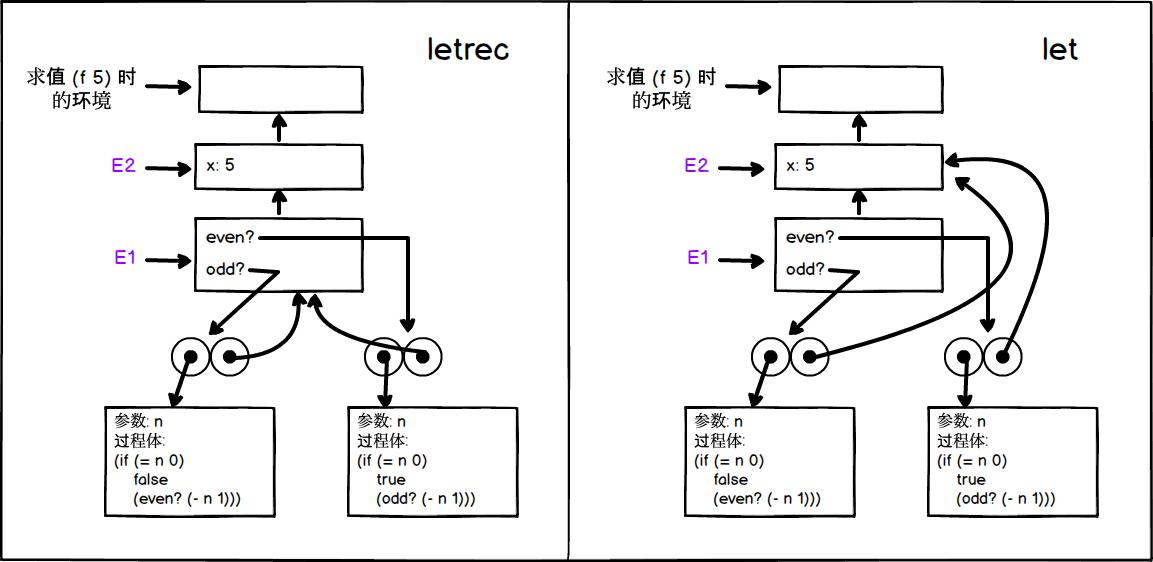 letrec
求值 (f 5) 时
的环境
E2
x: 5
E1
even?
odd?
参数: n
过程体:
(if (= n 0)
false
(even? (- n 1)))
参数: n
过程体:
(if (= n 0)
true
(odd? (- n 1)))
let
求值 (f 5) 时
的环境
E2
x: 5
E1
even?
odd?
参数: n
过程体:
(if (= n 0)
false
(even? (- n 1)))
参数: n
过程体:
(if (= n 0)
true
(odd? (- n 1)))